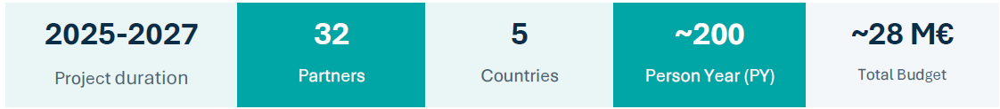 2025-2027
Project duration
32
Partners
5
Countries
~200
Person Year (PY)
~28 M€
Total Budget